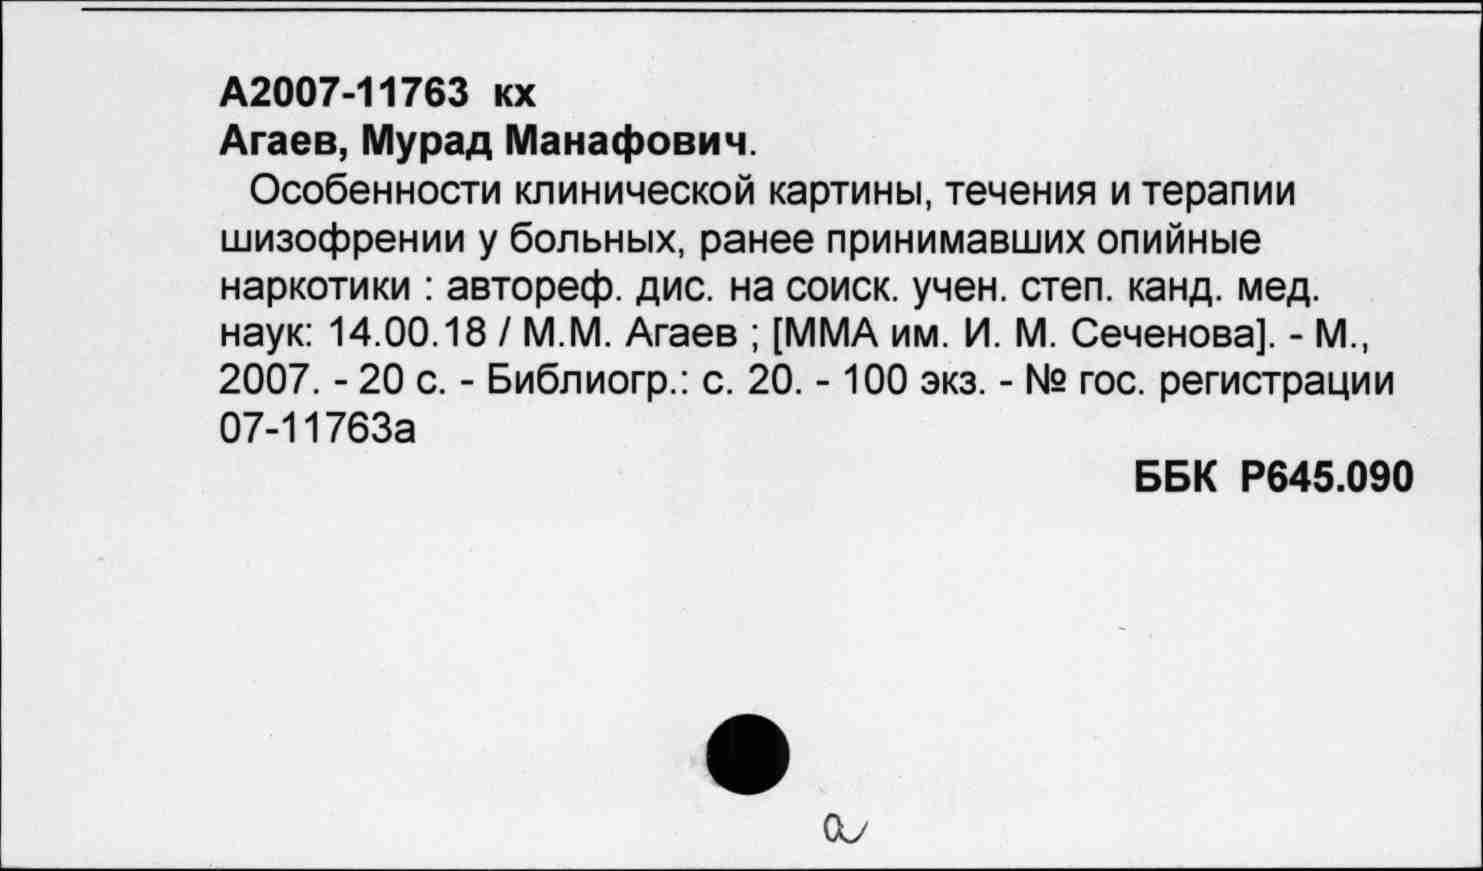 А2007-11763 кх
Агаев, Мурад Манафович.
Особенности клинической картины, течения и терапии
шизофрении у больных, ранее принимавших опийные
наркотики : автореф. дис. на соиск. учен. степ. канд. мед.
наук: 14.00.18 / М.М. Агаев ; [ММА им. И. М. Сеченова]. - М.,
2007. - 20 с. - Библиогр.: с. 20. - 100 экз. - № гос. регистрации
07-11763а
ББК Р645.090
а